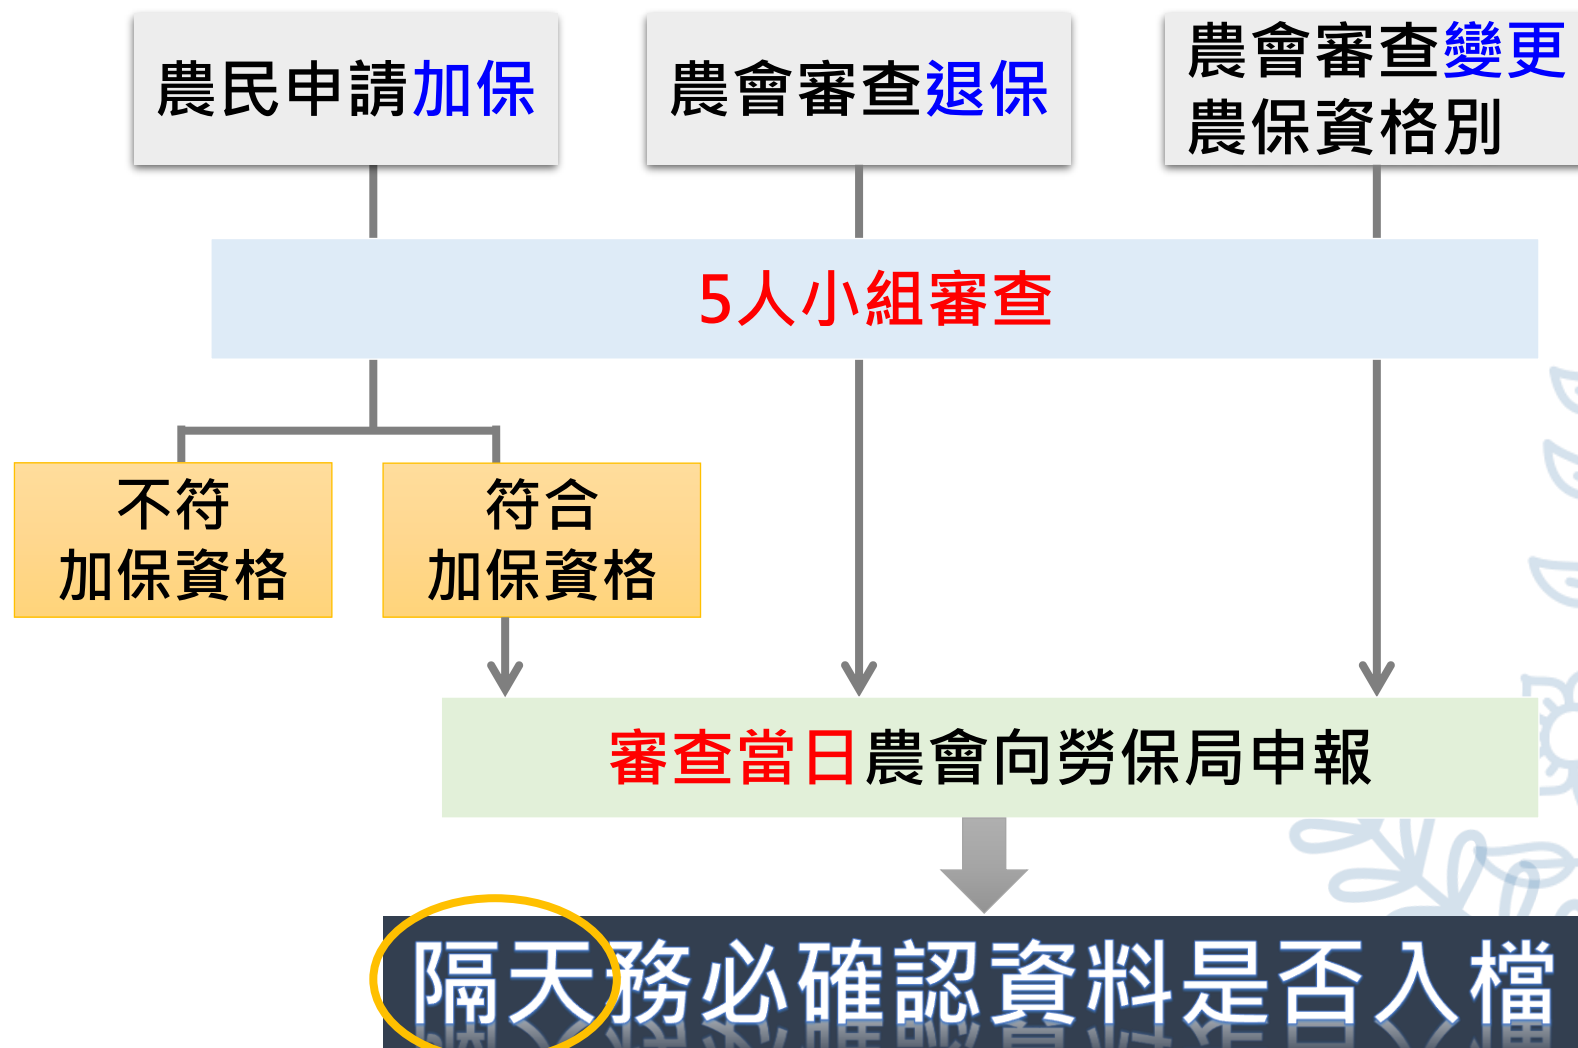 農民申請加保
農會審查退保
農會審查變更
農保資格別
5人小組審查
不符
加保資格
符合
加保資格
審查當日農會向勞保局申報
隔天務必確認資料是否入檔